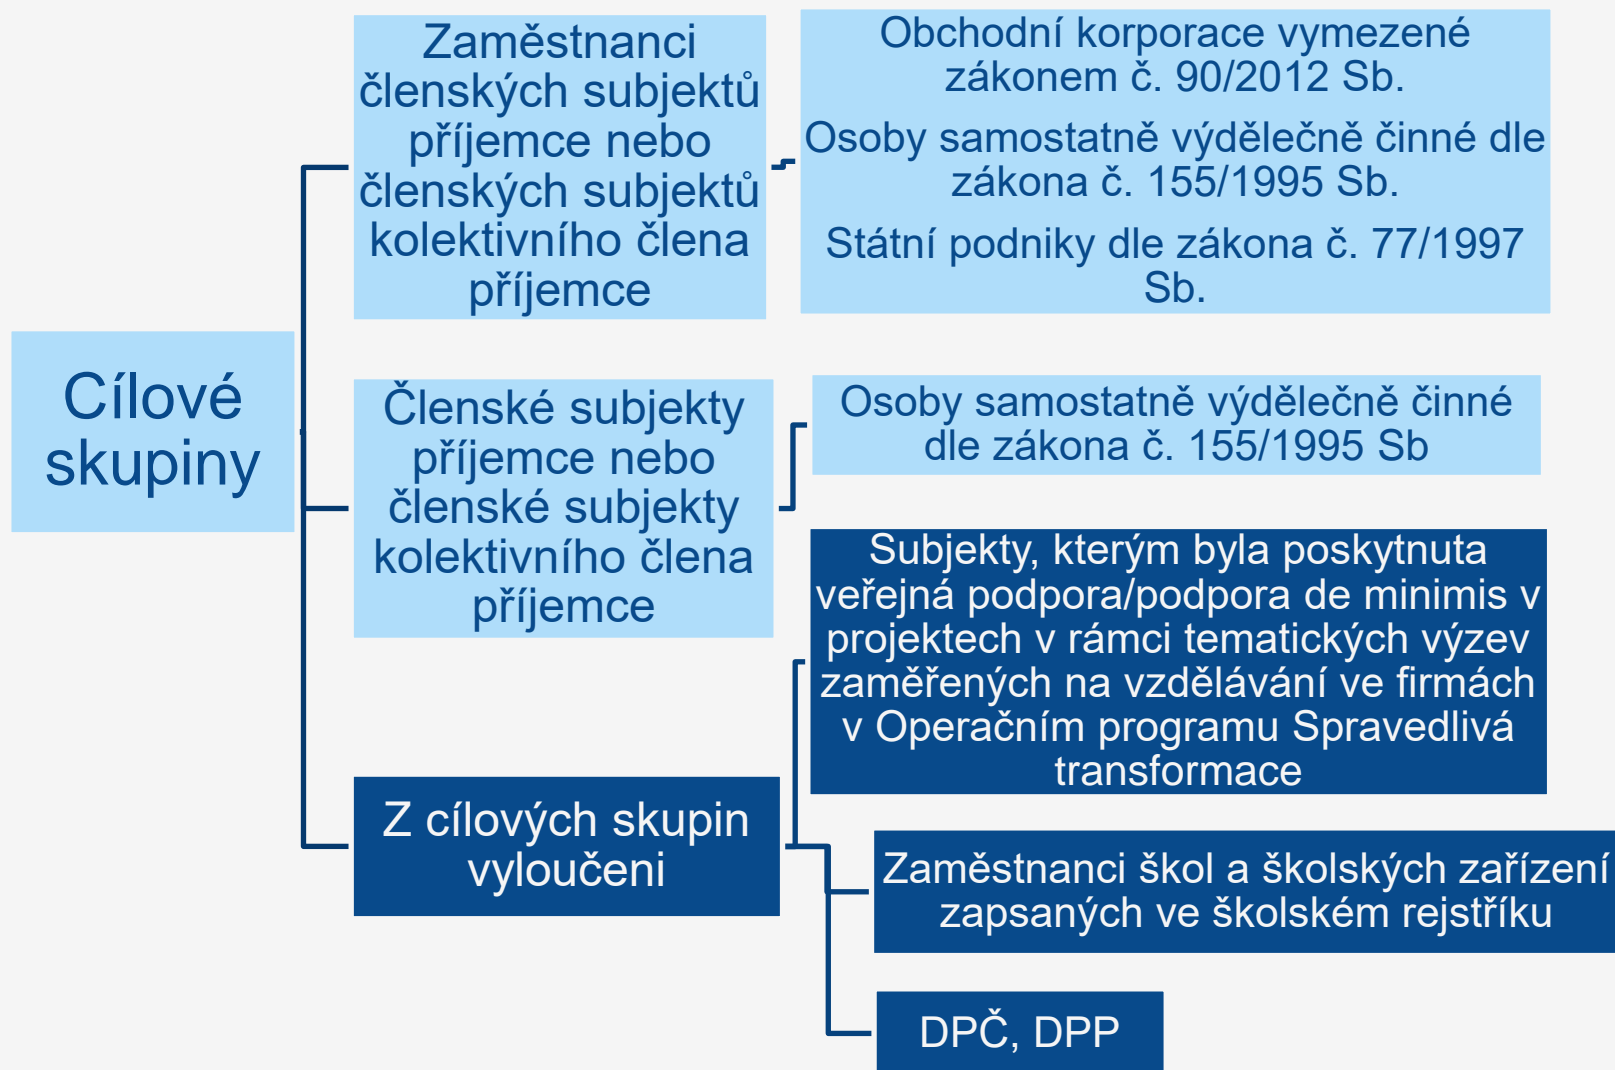 Cílové
skupiny
Zaměstnanci
členských subjektů
příjemce nebo
členských subjektů
kolektivního člena
příjemce
Obchodní korporace vymezené
zákonem č. 90/2012 Sb.
Osoby samostatně výdělečně činné dle
zákona č. 155/1995 Sb.
Státní podniky dle zákona č. 77/1997
Sb.
Členské subjekty
příjemce nebo
členské subjekty
kolektivního člena
příjemce
Osoby samostatně výdělečně činné
dle zákona č. 155/1995 Sb
Z cílových skupin
vyloučeni
Subjekty, kterým byla poskytnuta
veřejná podpora/podpora de minimis v
projektech v rámci tematických výzev
zaměřených na vzdělávání ve firmách
v Operačním programu Spravedlivá
transformace
Zaměstnanci škol a školských zařízení
zapsaných ve školském rejstříku
DPČ, DPP